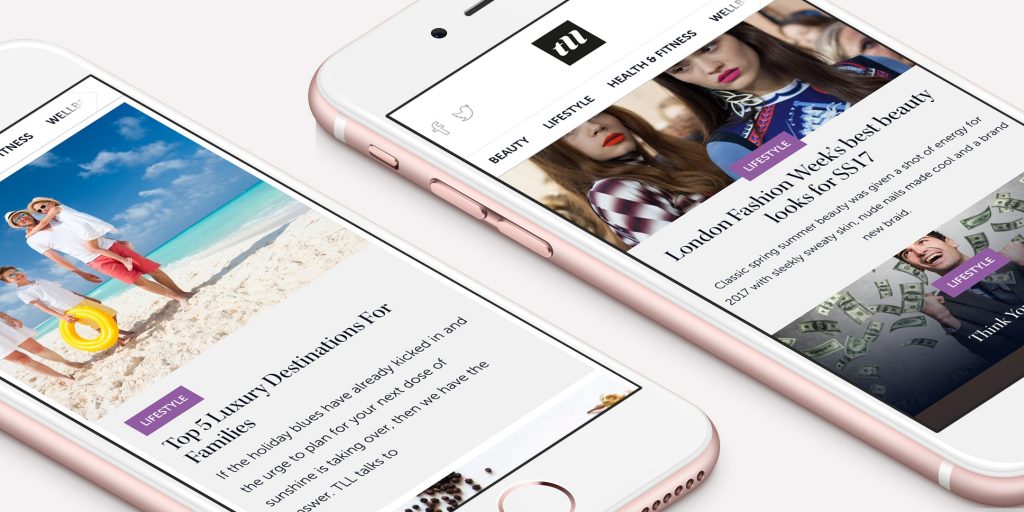 ITNESS WELLBE
LIFESTYLE
Top 5 Luxury Destinations For
Families
If the holiday blues have already kicked in and
the urge to plan for your next dose of
sunshine is taking over, then we have the
answer. TLL talks to
tll
BEAUTY LIFESTYLE HEALTH & FITNESS WELLB
LIFESTYLE
London Fashion Week's best beauty
looks for SS17
Classic spring summer beauty was given a shot of energy for
2017 with sleekly sweaty skin, nude nails made cool and a brand
new braid.
LIFESTYLE
Think You